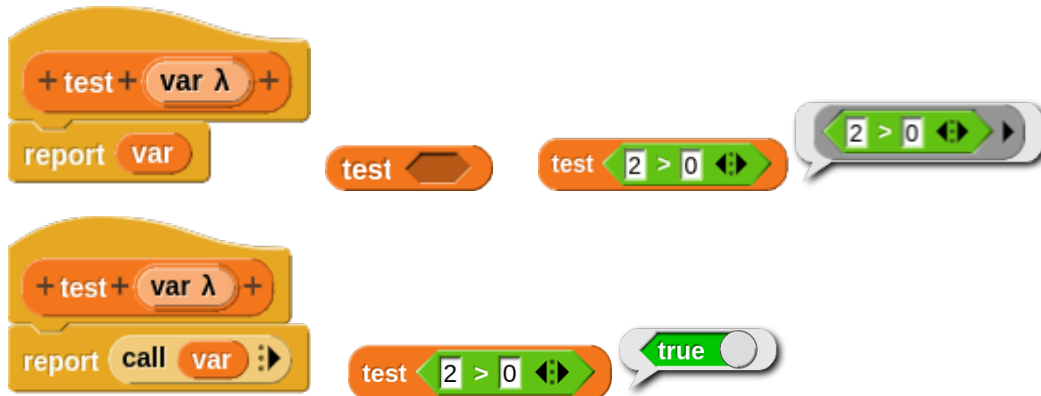 + test + var λ +
report var
test
test 2 > 0
2 > 0
+ test + var λ +
report call var
test 2 > 0
true